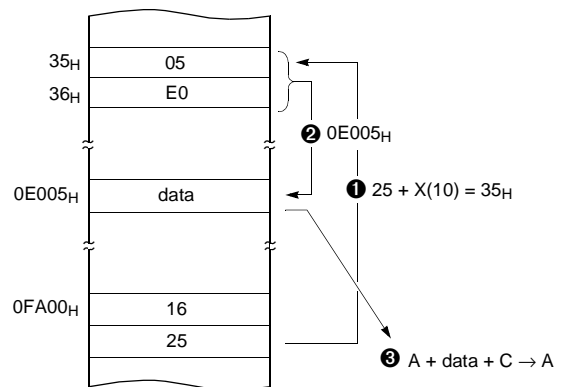 35H 05
36H E0
❷ 0E005H
0E005H data
❶ 25 + X(10) = 35H
0FA00H 16
25
❸ A + data + C → A